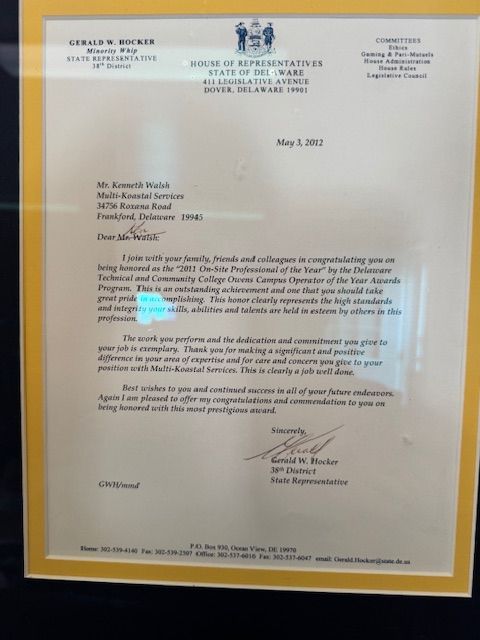 GERALD W. HOCKER
Minority Whip
STATE REPRESENTATIVE
38th District
HOUSE OF REPRESENTATIVES
STATE OF DELAWARE
411 LEGISLATIVE AVENUE
DOVER, DELAWARE 19901
COMMITTEES
Ethics
Gaming & Pari-Mutuels
House Administration
House Rules
Legislative Council
May 3, 2012
Mr. Kenneth Walsh
Multi-Koastal Services
34756 Roxana Road
Frankford, Delaware 19945
Ken
Dear Mr. Walsh:
I join with your family, friends and colleagues in congratulating you on
being honored as the "2011 On-Site Professional of the Year" by the Delaware
Technical and Community College Owens Campus Operator of the Year Awards
Program. This is an outstanding achievement and one that you should take
great pride in accomplishing. This honor clearly represents the high standards
and integrity your skills, abilities and talents are held in esteem by others in this
profession.
The work you perform and the dedication and commitment you give to
your job is exemplary. Thank you for making a significant and positive
difference in your area of expertise and for care and concern you give to your
position with Multi-Koastal Services. This is clearly a job well done.
Best wishes to you and continued success in all of your future endeavors.
Again I am pleased to offer my congratulations and commendation to you on
being honored with this most prestigious award.
Sincerely,
Gerald W. Hocker
38th District
State Representative
GWH/mmd
P.O. Box 930, Ocean View, DE 19970
Home: 302-539-4140 Fax: 302-539-2507 Office: 302-537-6010 Fax: 302-537-6047 email: Gerald.Hocker@state.de.us